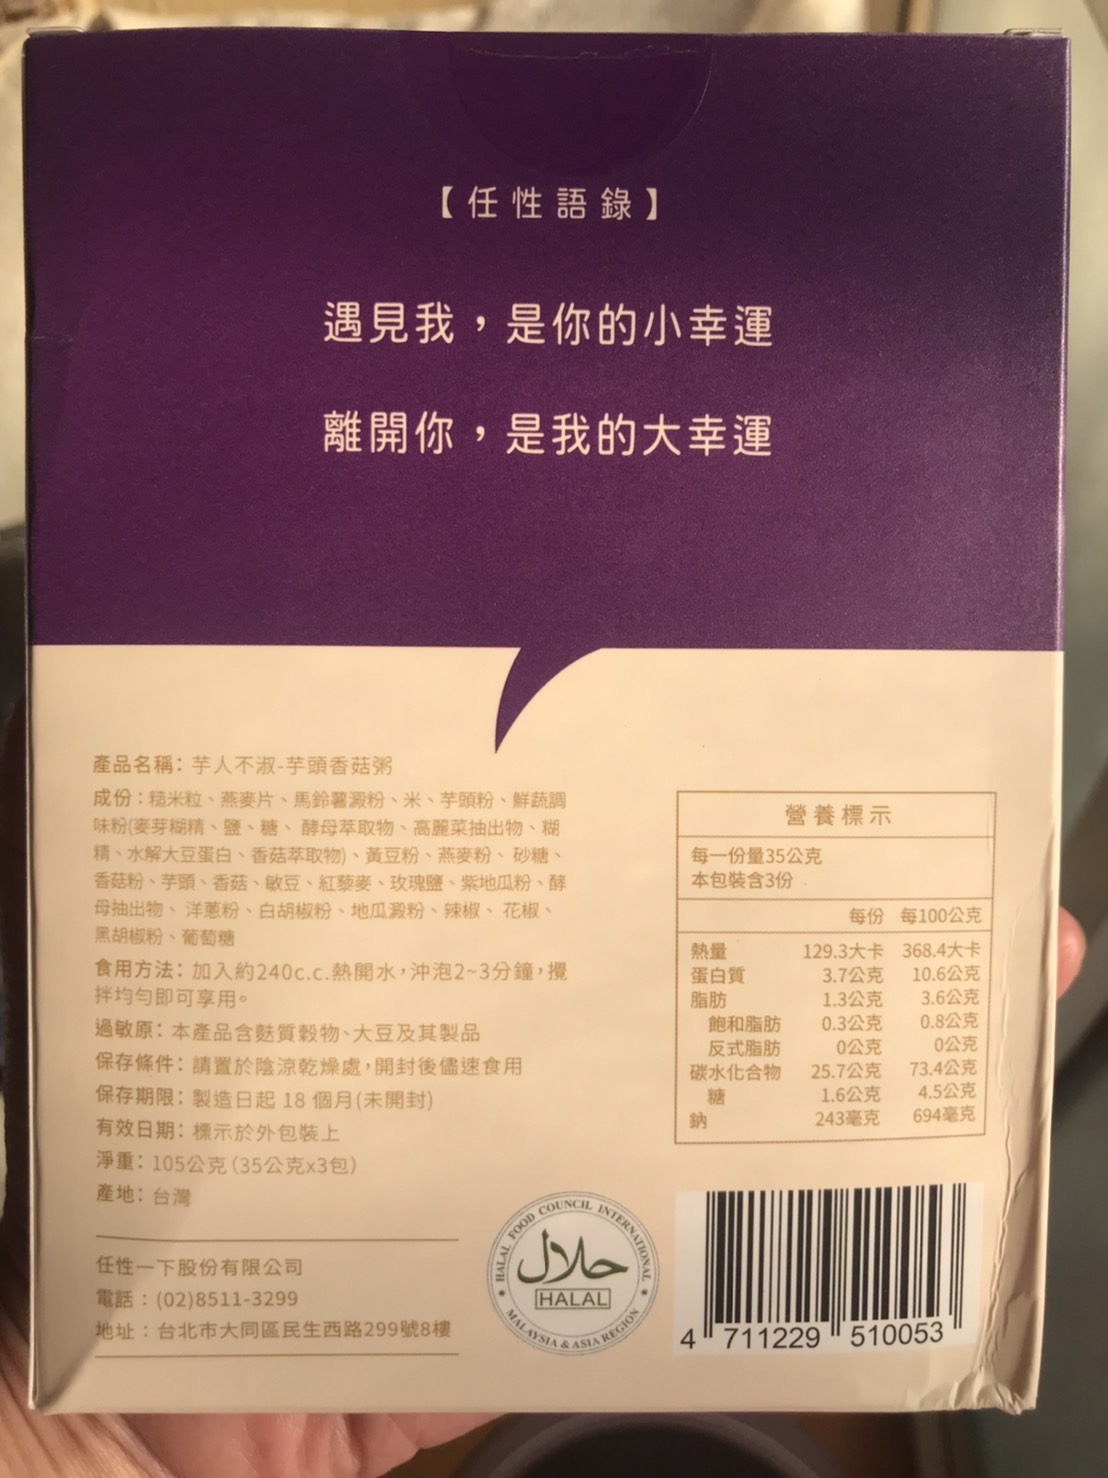 【任性語錄】
遇見我，是你的小幸運
離開你，是我的大幸運
產品名稱：芋人不淑-芋頭香菇粥
成份：糙米粒、燕麥片、馬鈴薯澱粉、米、芋頭粉、鮮蔬調
味粉(麥芽糊精、鹽、糖、酵母萃取物、高麗菜抽出物、糊
精、水解大豆蛋白、香菇萃取物)、黃豆粉、燕麥粉、砂糖、
香菇粉、芋頭、香菇、敏豆、紅藜麥、玫瑰鹽、紫地瓜粉、酵
母抽出物、洋蔥粉、白胡椒粉、地瓜澱粉、辣椒、花椒、
黑胡椒粉、葡萄糖
食用方法：加入約240c.c.熱開水，沖泡2~3分鐘，攪
拌均勻即可享用。
過敏原：本產品含麩質穀物、大豆及其製品
保存條件：請置於陰涼乾燥處，開封後儘速食用
保存期限：製造日起 18 個月(未開封)
有效日期：標示於外包裝上
淨重：105公克(35公克x3包)
產地：台灣
任性一下股份有限公司
電話：(02)8511-3299
地址：台北市大同區民生西路299號8樓
營養標示
每一份量35公克
本包裝含3份
每份 每100公克
熱量 129.3大卡 368.4大卡
蛋白質 3.7公克 10.6公克
脂肪 1.3公克 3.6公克
飽和脂肪 0.3公克 0.8公克
反式脂肪 0公克 0公克
碳水化合物 25.7公克 73.4公克
糖 1.6公克 4.5公克
鈉 243毫克 694毫克
HALAL FOOD COUNCIL INTERNATIONAL
حلال
HALAL
MALAYSIA & ASIA REGION
4 711229 510053